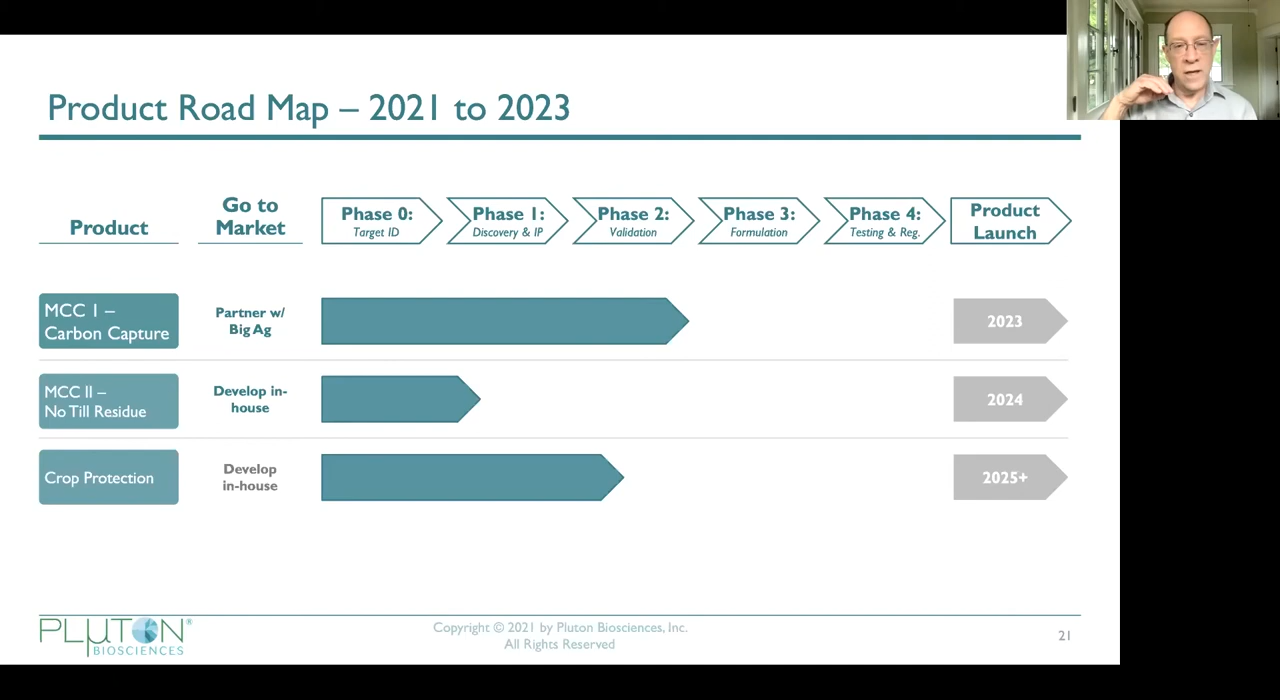 Product Road Map – 2021 to 2023
Product
Go to
Market
Phase 0:
Target ID
Phase 1:
Discovery & IP
Phase 2:
Validation
Phase 3:
Formulation
Phase 4:
Testing & Reg.
Product
Launch
MCC I –
Carbon Capture
Partner w/
Big Ag
2023
MCC II –
No Till Residue
Develop in-
house
2024
Crop Protection
Develop
in-house
2025+
PLUTON®
BIOSCIENCES
Copyright © 2021 by Pluton Biosciences, Inc.
All Rights Reserved
21